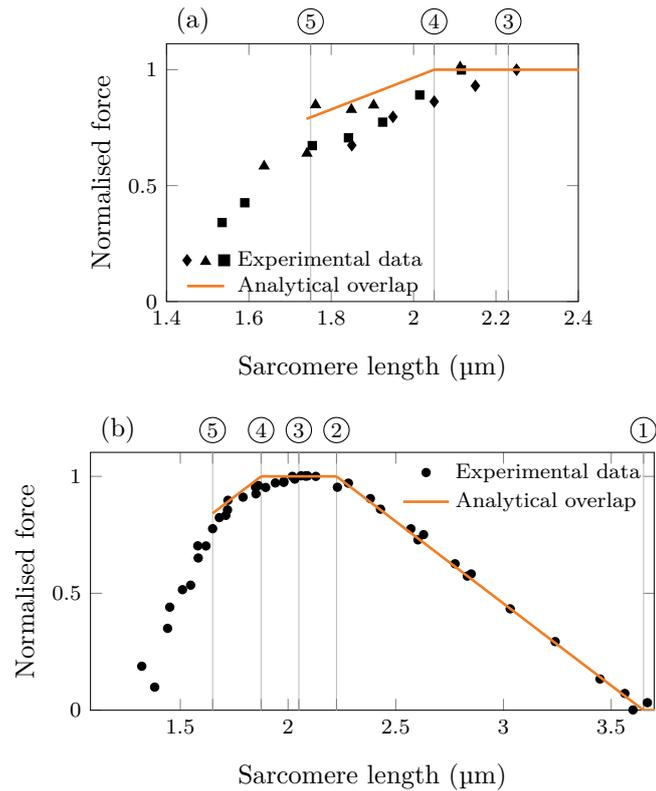 (a) ⑤ ④ ③
1
0.5
0
Normalised force
Experimental data
Analytical overlap
1.4 1.6 1.8 2 2.2 2.4
Sarcomere length (µm)
(b) ⑤ ④ ③ ② ①
1
0.5
0
Normalised force
Experimental data
Analytical overlap
1.5 2 2.5 3 3.5
Sarcomere length (µm)